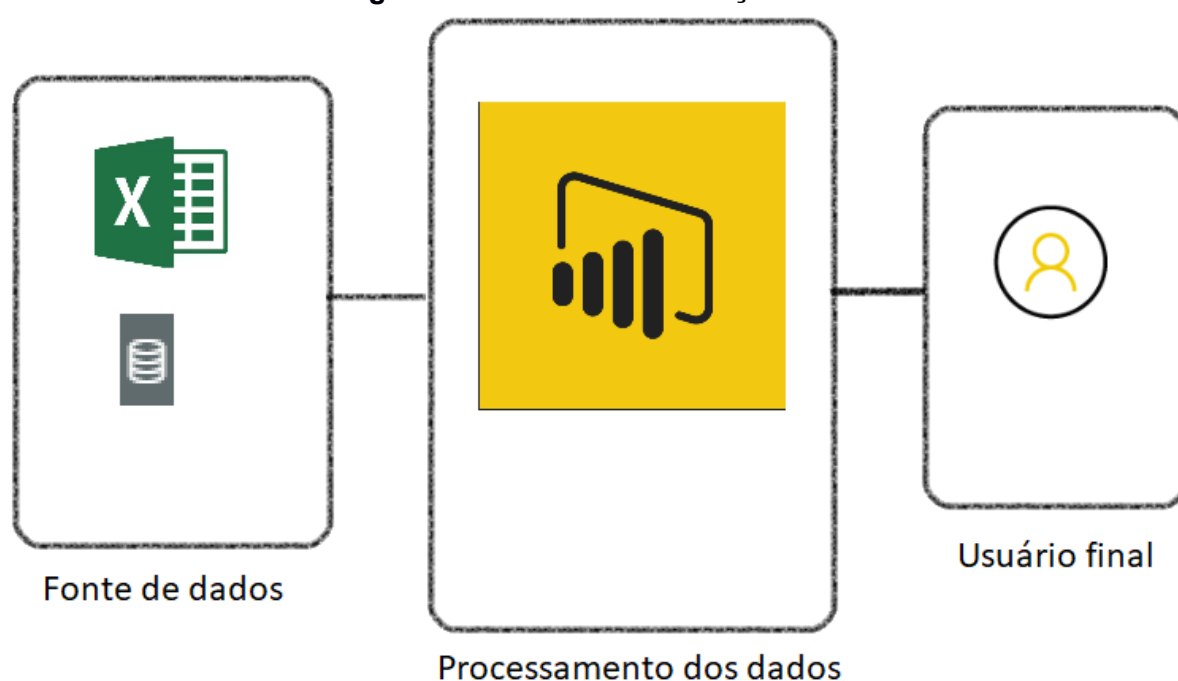 X
Fonte de dados
Processamento dos dados
Usuário final